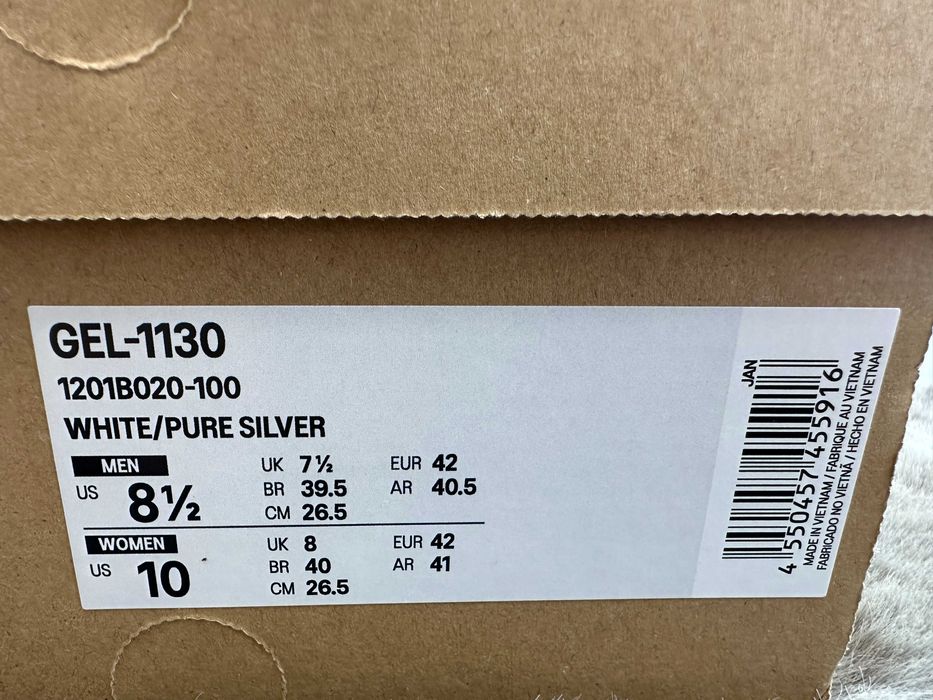 GEL-1130
1201B020-100
WHITE/PURE SILVER
MEN
US 8½
UK 7½ EUR 42
BR 39.5 AR 40.5
CM 26.5
WOMEN
US 10
UK 8 EUR 42
BR 40 AR 41
CM 26.5
JAN
4 550457 455916
MADE IN VIETNAM / FABRIQUE AU VIETNAM
FABRICADO NO VIETNÃ / HECHO EN VIETNAM